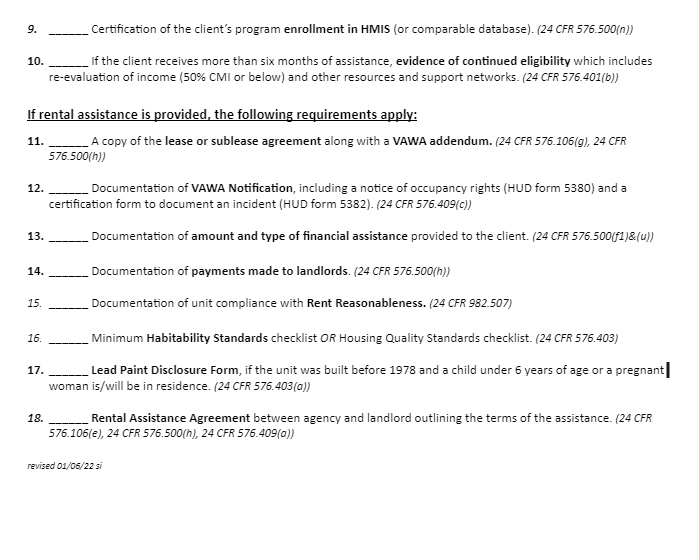 9. ______ Certification of the client's program enrollment in HMIS (or comparable database). (24 CFR 576.500(n))
10. ______ If the client receives more than six months of assistance, evidence of continued eligibility which includes
re-evaluation of income (50% CMI or below) and other resources and support networks. (24 CFR 576.401(b))
If rental assistance is provided, the following requirements apply:
11. ______ A copy of the lease or sublease agreement along with a VAWA addendum. (24 CFR 576.106(g), 24 CFR
576.500(h))
12. ______ Documentation of VAWA Notification, including a notice of occupancy rights (HUD form 5380) and a
certification form to document an incident (HUD form 5382). (24 CFR 576.409(c))
13. ______ Documentation of amount and type of financial assistance provided to the client. (24 CFR 576.500(f1)&(u))
14. ______ Documentation of payments made to landlords. (24 CFR 576.500(h))
15. ______ Documentation of unit compliance with Rent Reasonableness. (24 CFR 982.507)
16. ______ Minimum Habitability Standards checklist OR Housing Quality Standards checklist. (24 CFR 576.403)
17. ______ Lead Paint Disclosure Form, if the unit was built before 1978 and a child under 6 years of age or a pregnant
woman is/will be in residence. (24 CFR 576.403(a))
18. ______ Rental Assistance Agreement between agency and landlord outlining the terms of the assistance. (24 CFR
576.106(e), 24 CFR 576.500(h), 24 CFR 576.409(a))
revised 01/06/22 si